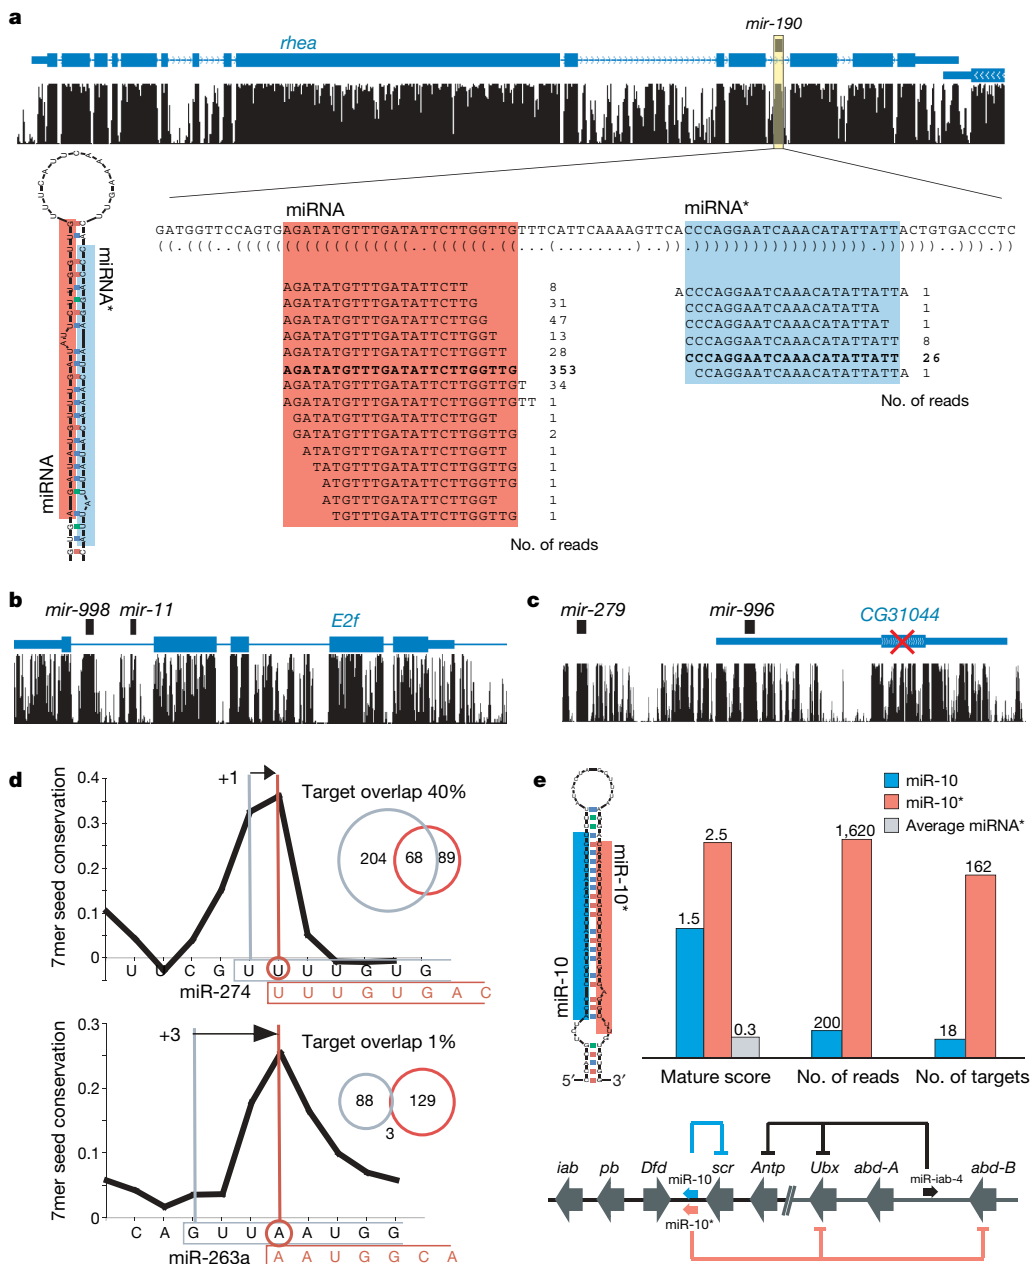 a
rhea
mir-190
miRNA
miRNA*
GATGGTTCCAGTGAGATATGTTTGATATTCTTGGTTGTTTCATTCAAAAGTTCACCCAGGAATCAAACATATTATTACTGTGACCCTC
AGATATGTTTGATATTCTT 8
AGATATGTTTGATATTCTTG 31
AGATATGTTTGATATTCTTGG 47
AGATATGTTTGATATTCTTGGT 13
AGATATGTTTGATATTCTTGGTT 28
AGATATGTTTGATATTCTTGGTTG 353
AGATATGTTTGATATTCTTGGTTGT 34
AGATATGTTTGATATTCTTGGTTGTT 1
GATATGTTTGATATTCTTGGT 1
GATATGTTTGATATTCTTGGTTG 2
ATATGTTTGATATTCTTGGTT 1
TATGTTTGATATTCTTGGTTG 1
ATGTTTGATATTCTTGGTTG 1
ATGTTTGATATTCTTGGT 1
TGTTTGATATTCTTGGTTG 1
No. of reads
ACCCAGGAATCAAACATATTATTA 1
CCCAGGAATCAAACATATTA 1
CCCAGGAATCAAACATATTAT 1
CCCAGGAATCAAACATATTATT 8
CCCAGGAATCAAACATATTATT 26
CCAGGAATCAAACATATTATTA 1
No. of reads
miRNA*
miRNA
b
mir-998
mir-11
E2f
c
mir-279
mir-996
CG31044
d
7mer seed conservation
0.4
0.3
0.2
0.1
0
+1
Target overlap 40%
204 68 89
U U C G U U U U G U G
miR-274
U U U G U G A C
7mer seed conservation
0.3
0.2
0.1
0
+3
Target overlap 1%
88 129
3
C A G U U A A U G G
miR-263a
A A U G G C A
e
miR-10
miR-10*
5′ 3′
miR-10
miR-10*
Average miRNA*
1.5
2.5
0.3
200
1,620
18
162
Mature score
No. of reads
No. of targets
iab pb Dfd scr Antp Ubx abd-A abd-B
miR-10
miR-iab-4
miR-10*